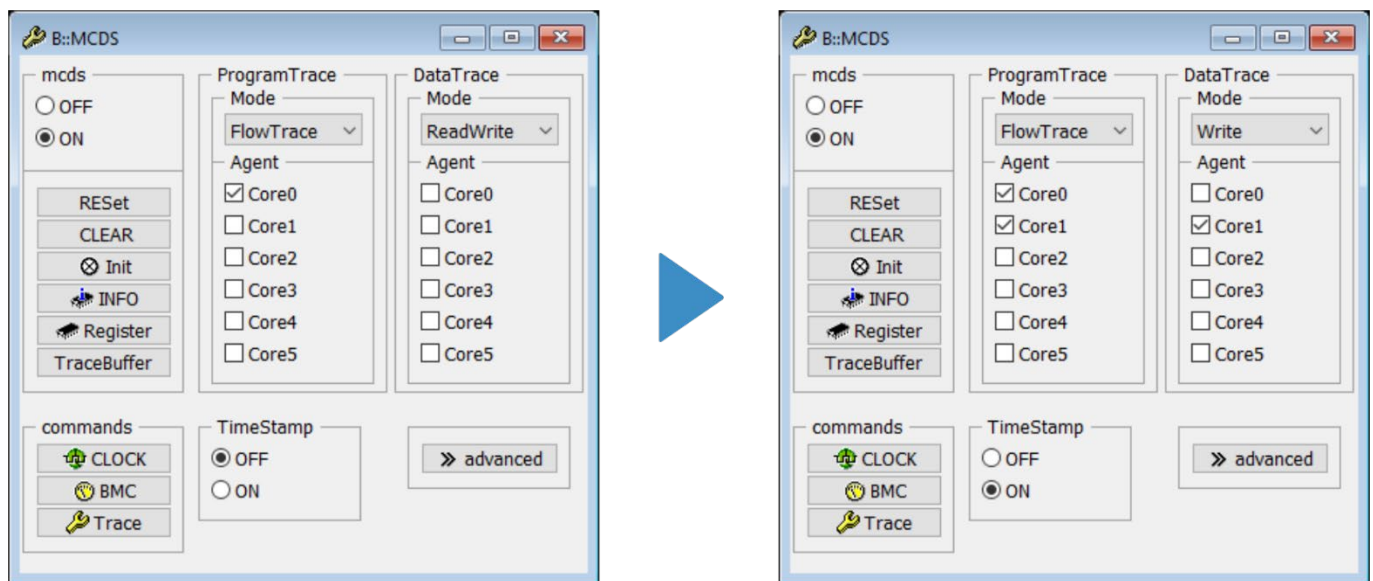 B::MCDS
mcds
OFF
ON
RESet
CLEAR
Init
INFO
Register
TraceBuffer
ProgramTrace
Mode
FlowTrace
Agent
Core0
Core1
Core2
Core3
Core4
Core5
DataTrace
Mode
ReadWrite
Agent
Core0
Core1
Core2
Core3
Core4
Core5
commands
CLOCK
BMC
Trace
TimeStamp
OFF
ON
advanced
B::MCDS
mcds
OFF
ON
RESet
CLEAR
Init
INFO
Register
TraceBuffer
ProgramTrace
Mode
FlowTrace
Agent
Core0
Core1
Core2
Core3
Core4
Core5
DataTrace
Mode
Write
Agent
Core0
Core1
Core2
Core3
Core4
Core5
commands
CLOCK
BMC
Trace
TimeStamp
OFF
ON
advanced